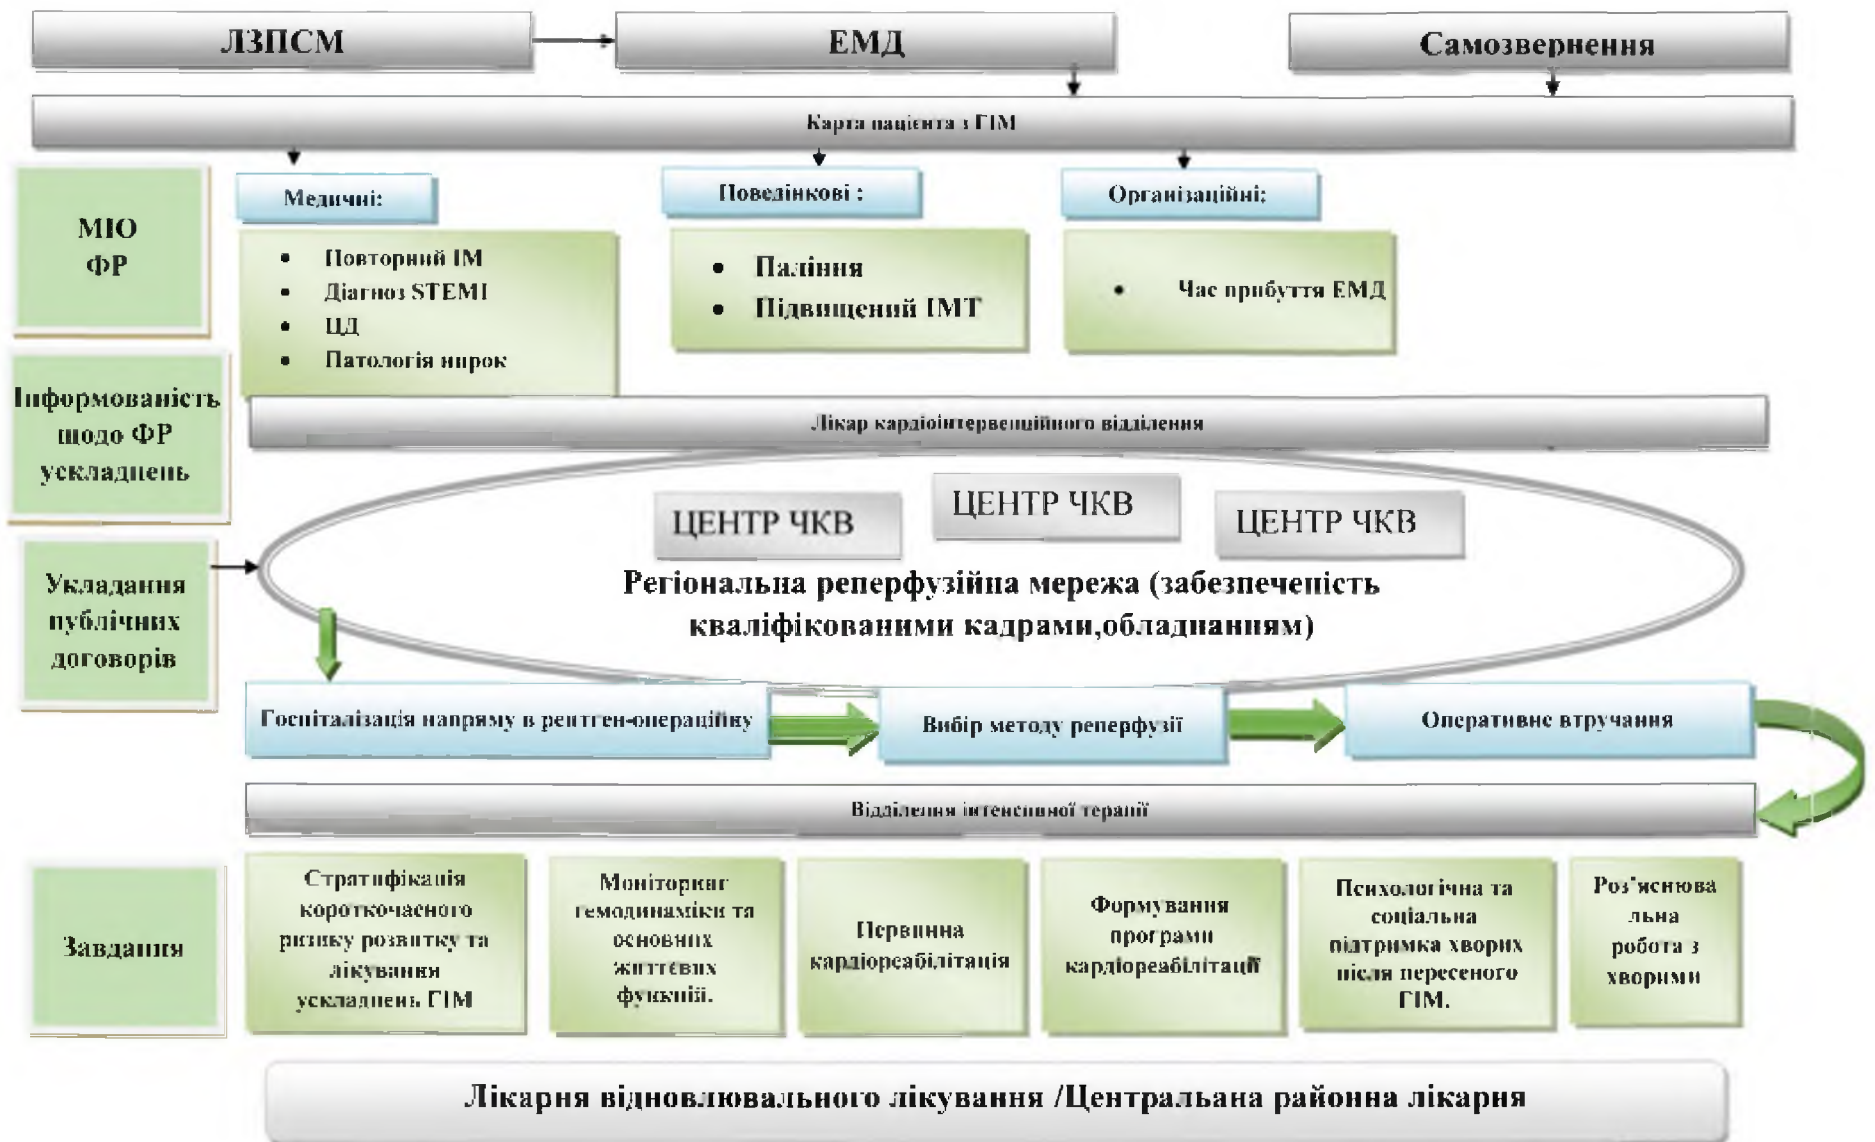 ЛЗПСМ
ЕМД
Самозвернення
Карта пацієнта з ГІМ
МІО
ФР
Медичні:
• Повторний ІМ
• Діагноз STEMI
• ЦД
• Патологія нирок
Поведінкові :
• Паління
• Підвищений ІМТ
Організаційні:
• Час прибуття ЕМД
Інформованість
щодо ФР
ускладнень
Лікар кардіоінтервенційного відділення
ЦЕНТР ЧКВ
ЦЕНТР ЧКВ
ЦЕНТР ЧКВ
Регіональна реперфузійна мережа (забезпеченість
кваліфікованими кадрами,обладнанням)
Укладання
публічних
договорів
Госпіталізація напряму в рентген-операційну
Вибір методу реперфузії
Оперативне втручання
Відділення інтенсивної терапії
Завдання
Стратифікація
короткочасного
ризику розвитку та
лікування
ускладнень ГІМ
Моніторинг
гемодинаміки та
основних
життєвих
функцій.
Первинна
кардіореабілітація
Формування
програми
кардіореабілітації
Психологічна та
соціальна
підтримка хворих
після пересеного
ГІМ.
Роз'яснюва
льна
робота з
хворими
Лікарня відновлювального лікування /Центральана районна лікарня